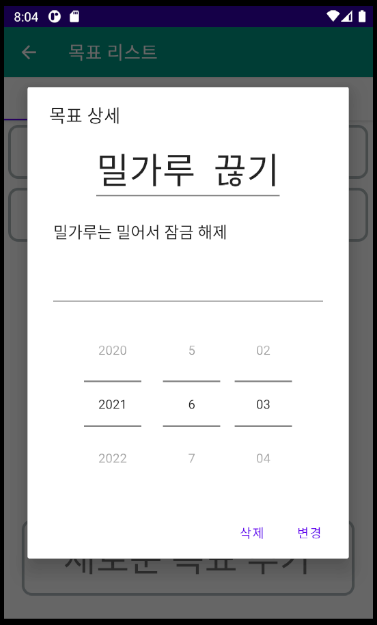 8:04
목표 리스트
목표 상세
밀가루 끊기
밀가루는 밀어서 잠금 해제
2020 5 02
2021 6 03
2022 7 04
삭제 변경
새로운 목표 추가